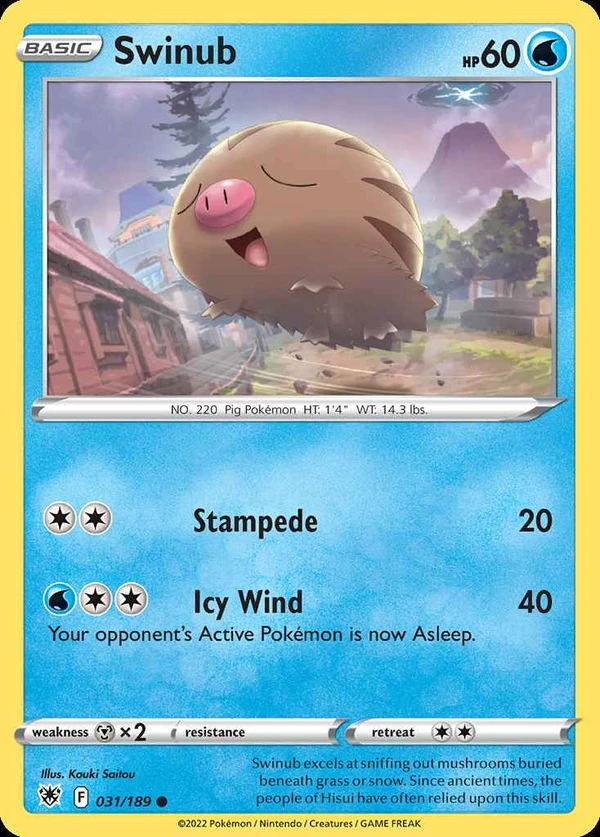 BASIC Swinub HP60
NO. 220 Pig Pokémon HT: 1'4" WT: 14.3 lbs.
Stampede 20
Icy Wind 40
Your opponent's Active Pokémon is now Asleep.
weakness ×2 resistance retreat
Swinub excels at sniffing out mushrooms buried
beneath grass or snow. Since ancient times, the
people of Hisui have often relied upon this skill.
Illus. Kouki Saitou
F 031/189
©2022 Pokémon / Nintendo / Creatures / GAME FREAK